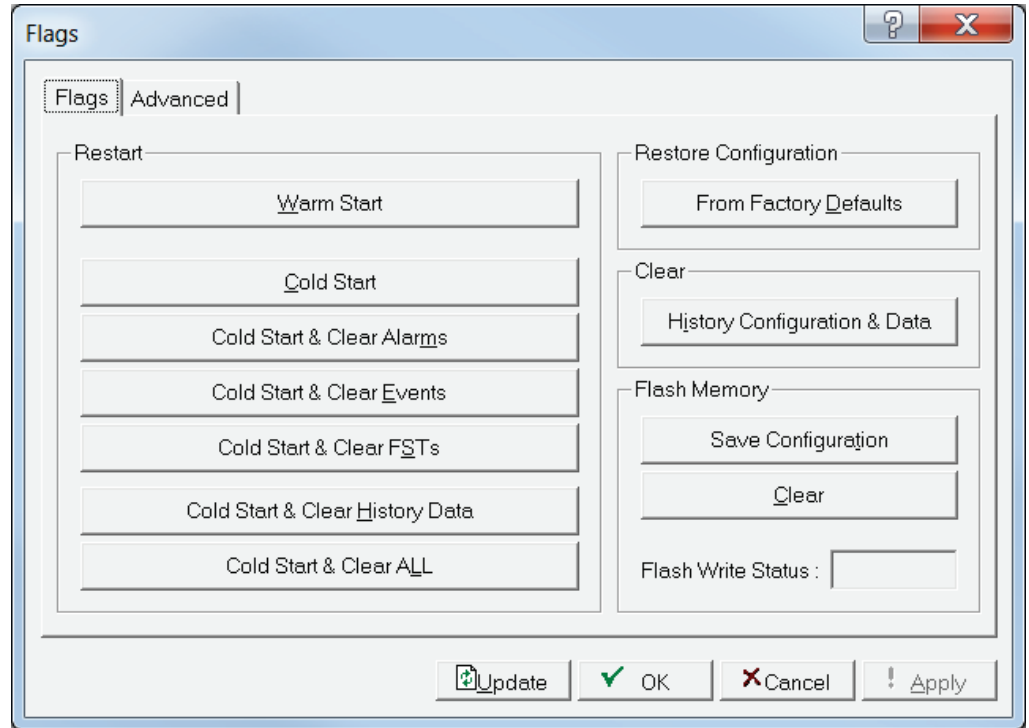 Flags
Flags Advanced
Restart
Warm Start
Cold Start
Cold Start & Clear Alarms
Cold Start & Clear Events
Cold Start & Clear FSTs
Cold Start & Clear History Data
Cold Start & Clear ALL
Restore Configuration
From Factory Defaults
Clear
History Configuration & Data
Flash Memory
Save Configuration
Clear
Flash Write Status :
Update OK Cancel Apply